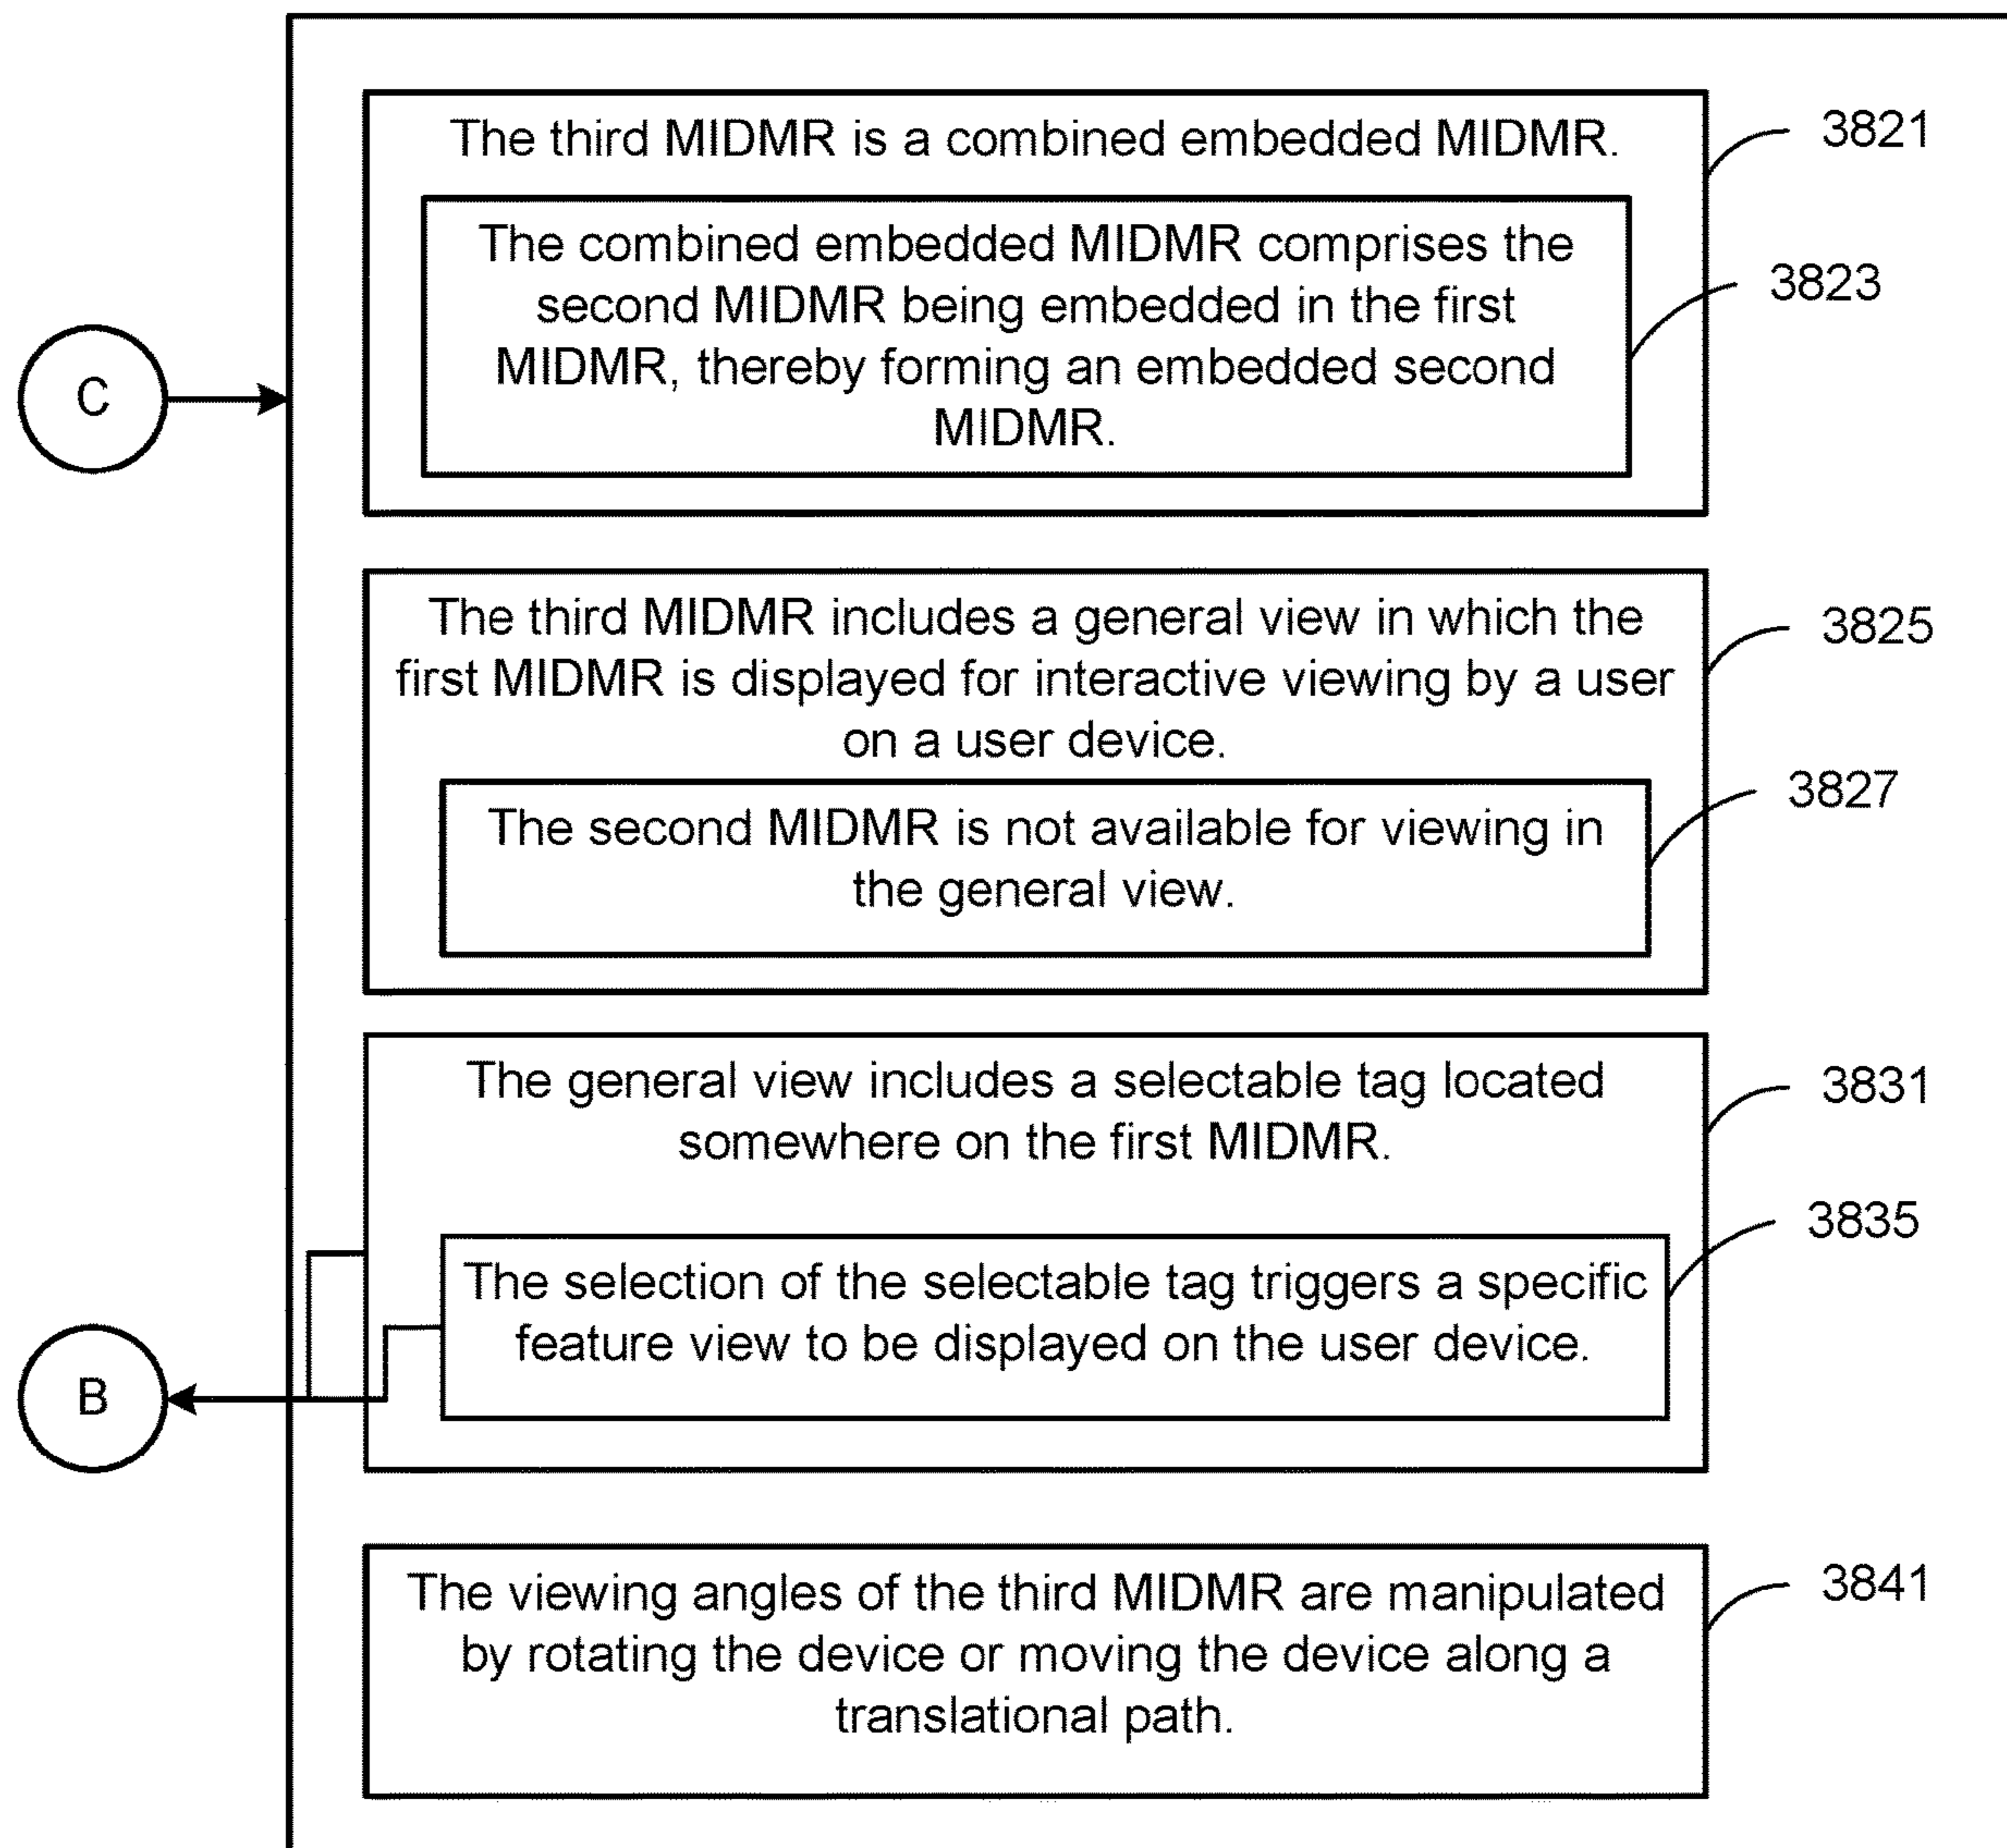 The third MIDMR is a combined embedded MIDMR.
3821
The combined embedded MIDMR comprises the
second MIDMR being embedded in the first
MIDMR, thereby forming an embedded second
MIDMR.
3823
C
The third MIDMR includes a general view in which the
first MIDMR is displayed for interactive viewing by a user
on a user device.
3825
The second MIDMR is not available for viewing in
the general view.
3827
The general view includes a selectable tag located
somewhere on the first MIDMR.
3831
The selection of the selectable tag triggers a specific
feature view to be displayed on the user device.
3835
B
The viewing angles of the third MIDMR are manipulated
by rotating the device or moving the device along a
translational path.
3841